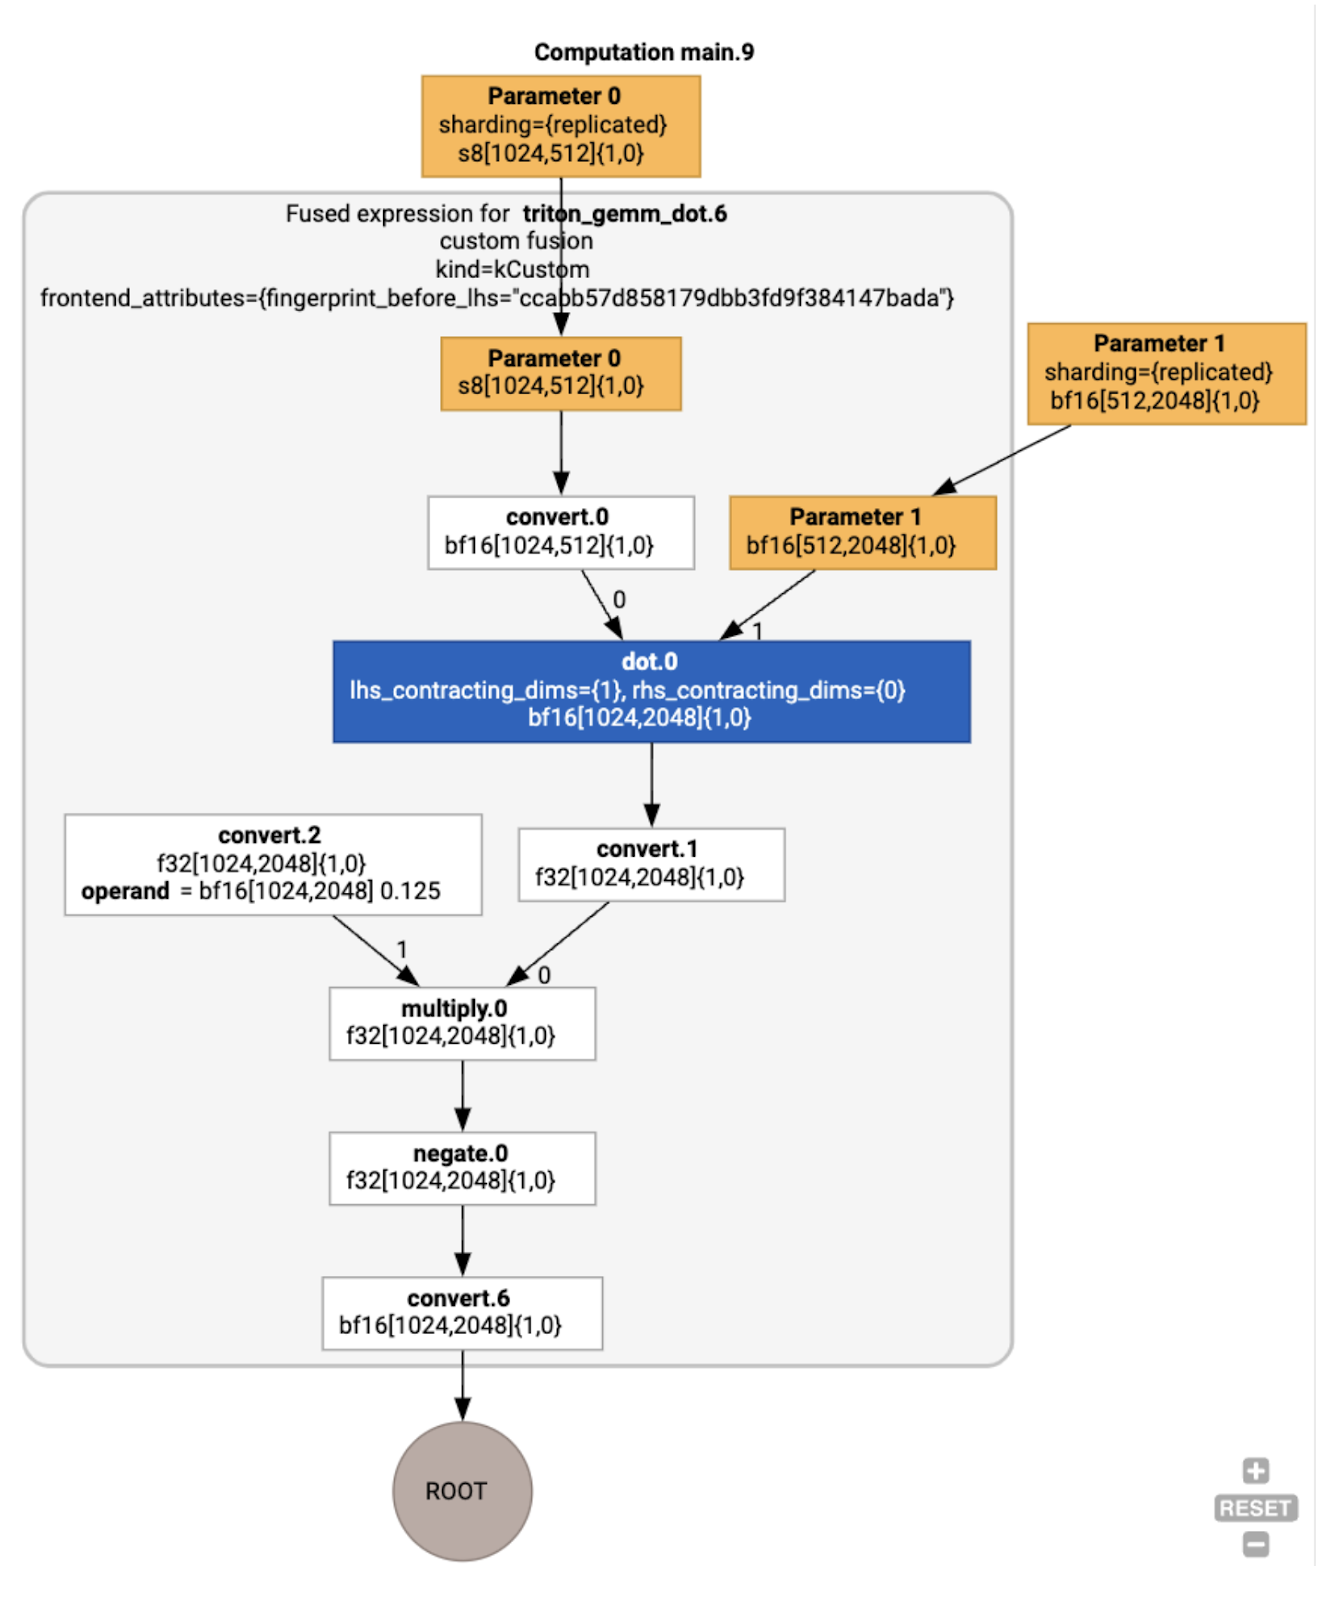 Computation main.9
Parameter 0
sharding={replicated}
s8[1024,512]{1,0}
Fused expression for triton_gemm_dot.6
custom fusion
kind=kCustom
frontend_attributes={fingerprint_before_lhs="ccabb57d858179dbb3fd9f384147bada"}
Parameter 0
s8[1024,512]{1,0}
Parameter 1
sharding={replicated}
bf16[512,2048]{1,0}
convert.0
bf16[1024,512]{1,0}
Parameter 1
bf16[512,2048]{1,0}
0
1
dot.0
lhs_contracting_dims={1}, rhs_contracting_dims={0}
bf16[1024,2048]{1,0}
convert.2
f32[1024,2048]{1,0}
operand = bf16[1024,2048] 0.125
convert.1
f32[1024,2048]{1,0}
1
0
multiply.0
f32[1024,2048]{1,0}
negate.0
f32[1024,2048]{1,0}
convert.6
bf16[1024,2048]{1,0}
ROOT
+
RESET
−